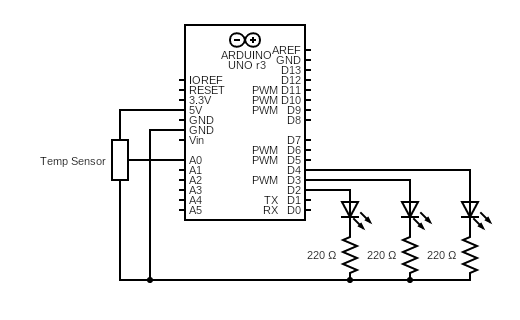 ARDUINO
UNO r3
IOREF
RESET
3.3V
5V
GND
GND
Vin
A0
A1
A2
A3
A4
A5
AREF
GND
D13
D12
PWM D11
PWM D10
PWM D9
D8
D7
PWM D6
PWM D5
D4
PWM D3
D2
TX D1
RX D0
Temp Sensor
220 Ω
220 Ω
220 Ω